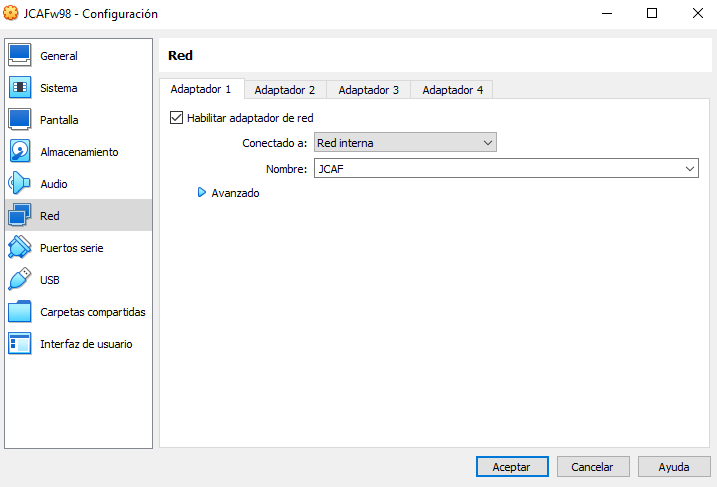 JCAFw98 - Configuración
General
Sistema
Pantalla
Almacenamiento
Audio
Red
Puertos serie
USB
Carpetas compartidas
Interfaz de usuario
Red
Adaptador 1 Adaptador 2 Adaptador 3 Adaptador 4
Habilitar adaptador de red
Conectado a: Red interna
Nombre: JCAF
Avanzado
Aceptar Cancelar Ayuda